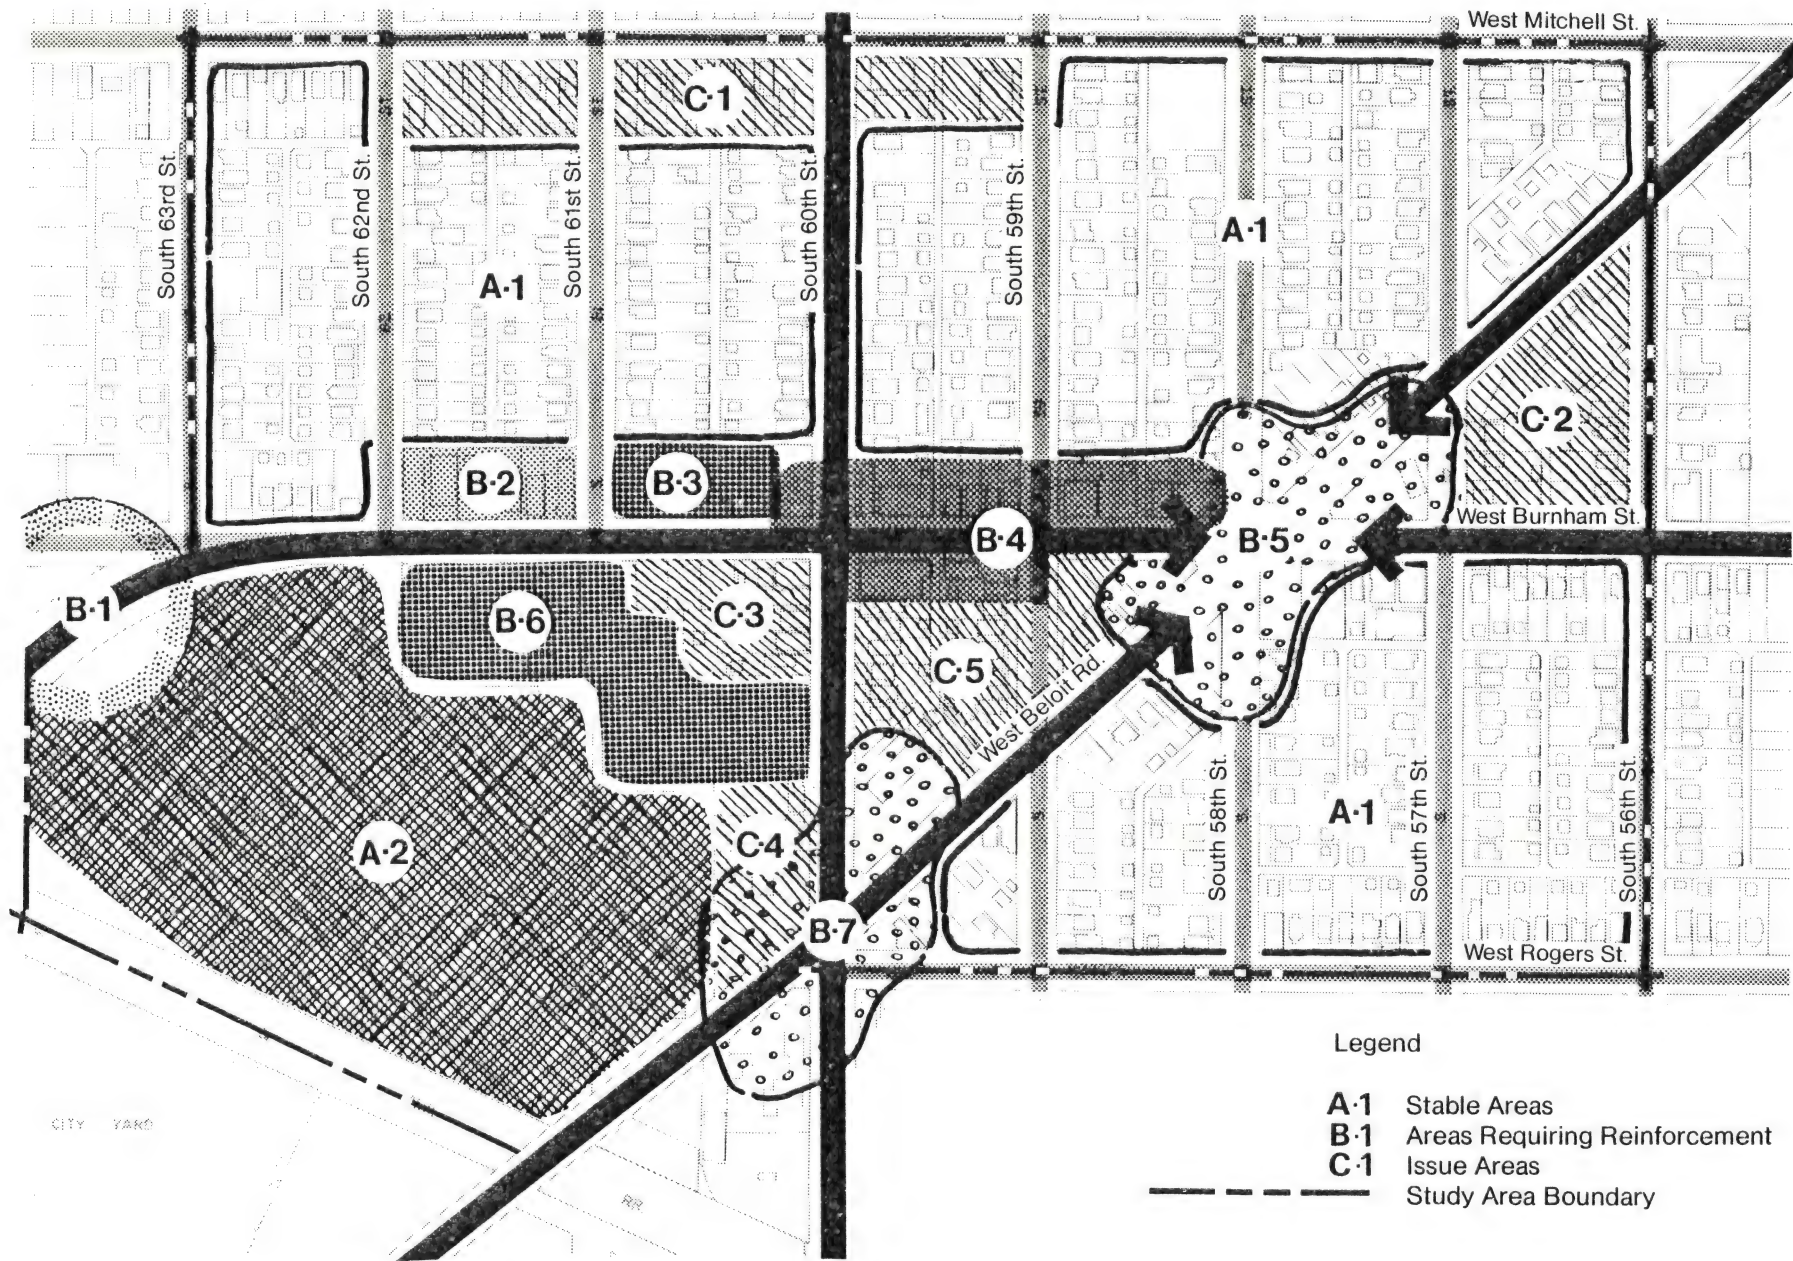 West Mitchell St.
C·1
South 63rd St.
South 62nd St.
South 61st St.
South 60th St.
South 59th St.
A·1
A·1
C·2
B·2
B·3
West Burnham St.
B·4
B·5
B·1
B·6
C·3
C·5
West Beloit Rd.
South 58th St.
South 57th St.
South 56th St.
A·1
C·4
A·2
B·7
West Rogers St.
Legend
A·1 Stable Areas
B·1 Areas Requiring Reinforcement
C·1 Issue Areas
Study Area Boundary
CITY YARD
RR